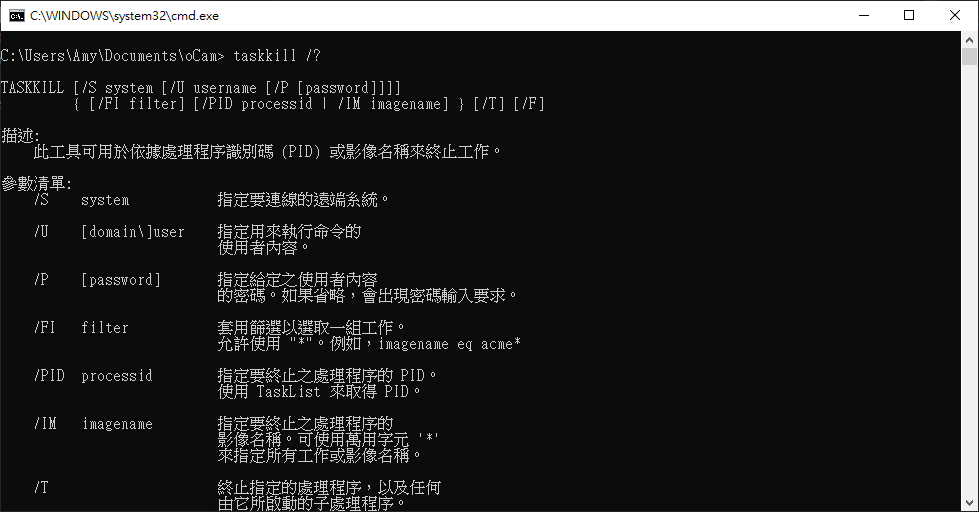 C:\WINDOWS\system32\cmd.exe
C:\Users\Amy\Documents\oCam> taskkill /?
TASKKILL [/S system [/U username [/P [password]]]]
{ [/FI filter] [/PID processid | /IM imagename] } [/T] [/F]
描述:
此工具可用於依據處理程序識別碼 (PID) 或影像名稱來終止工作。
參數清單:
/S system 指定要連線的遠端系統。
/U [domain\]user 指定用來執行命令的
使用者內容。
/P [password] 指定給定之使用者內容
的密碼。如果省略，會出現密碼輸入要求。
/FI filter 套用篩選以選取一組工作。
允許使用 "*"。例如，imagename eq acme*
/PID processid 指定要終止之處理程序的 PID。
使用 TaskList 來取得 PID。
/IM imagename 指定要終止之處理程序的
影像名稱。可使用萬用字元 '*'
來指定所有工作或影像名稱。
/T 終止指定的處理程序，以及任何
由它所啟動的子處理程序。